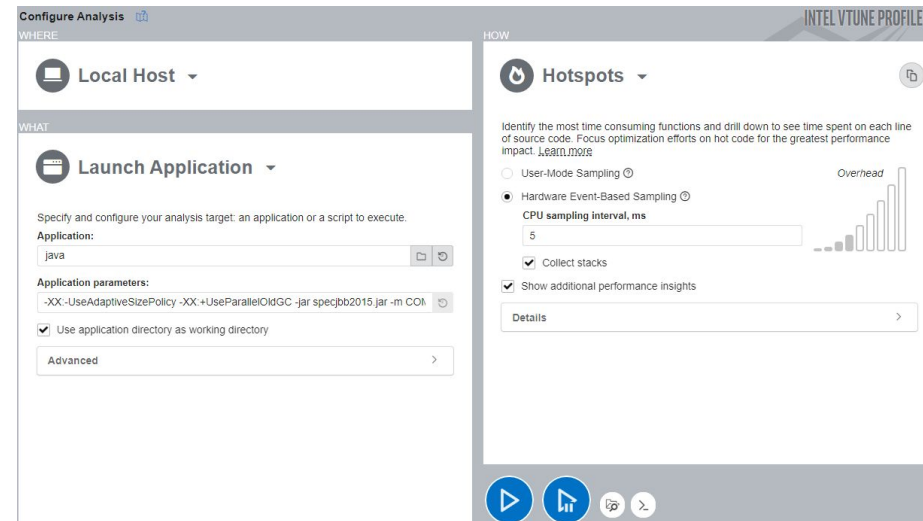 Configure Analysis
INTEL VTUNE PROFILE
WHERE
Local Host
WHAT
Launch Application
Specify and configure your analysis target: an application or a script to execute.
Application:
java
Application parameters:
-XX:-UseAdaptiveSizePolicy -XX:+UseParallelOldGC -jar specjbb2015.jar -m
Use application directory as working directory
Advanced
HOW
Hotspots
Identify the most time consuming functions and drill down to see time spent on each line
of source code. Focus optimization efforts on hot code for the greatest performance
impact. Learn more
User-Mode Sampling
Overhead
Hardware Event-Based Sampling
CPU sampling interval, ms
5
Collect stacks
Show additional performance insights
Details